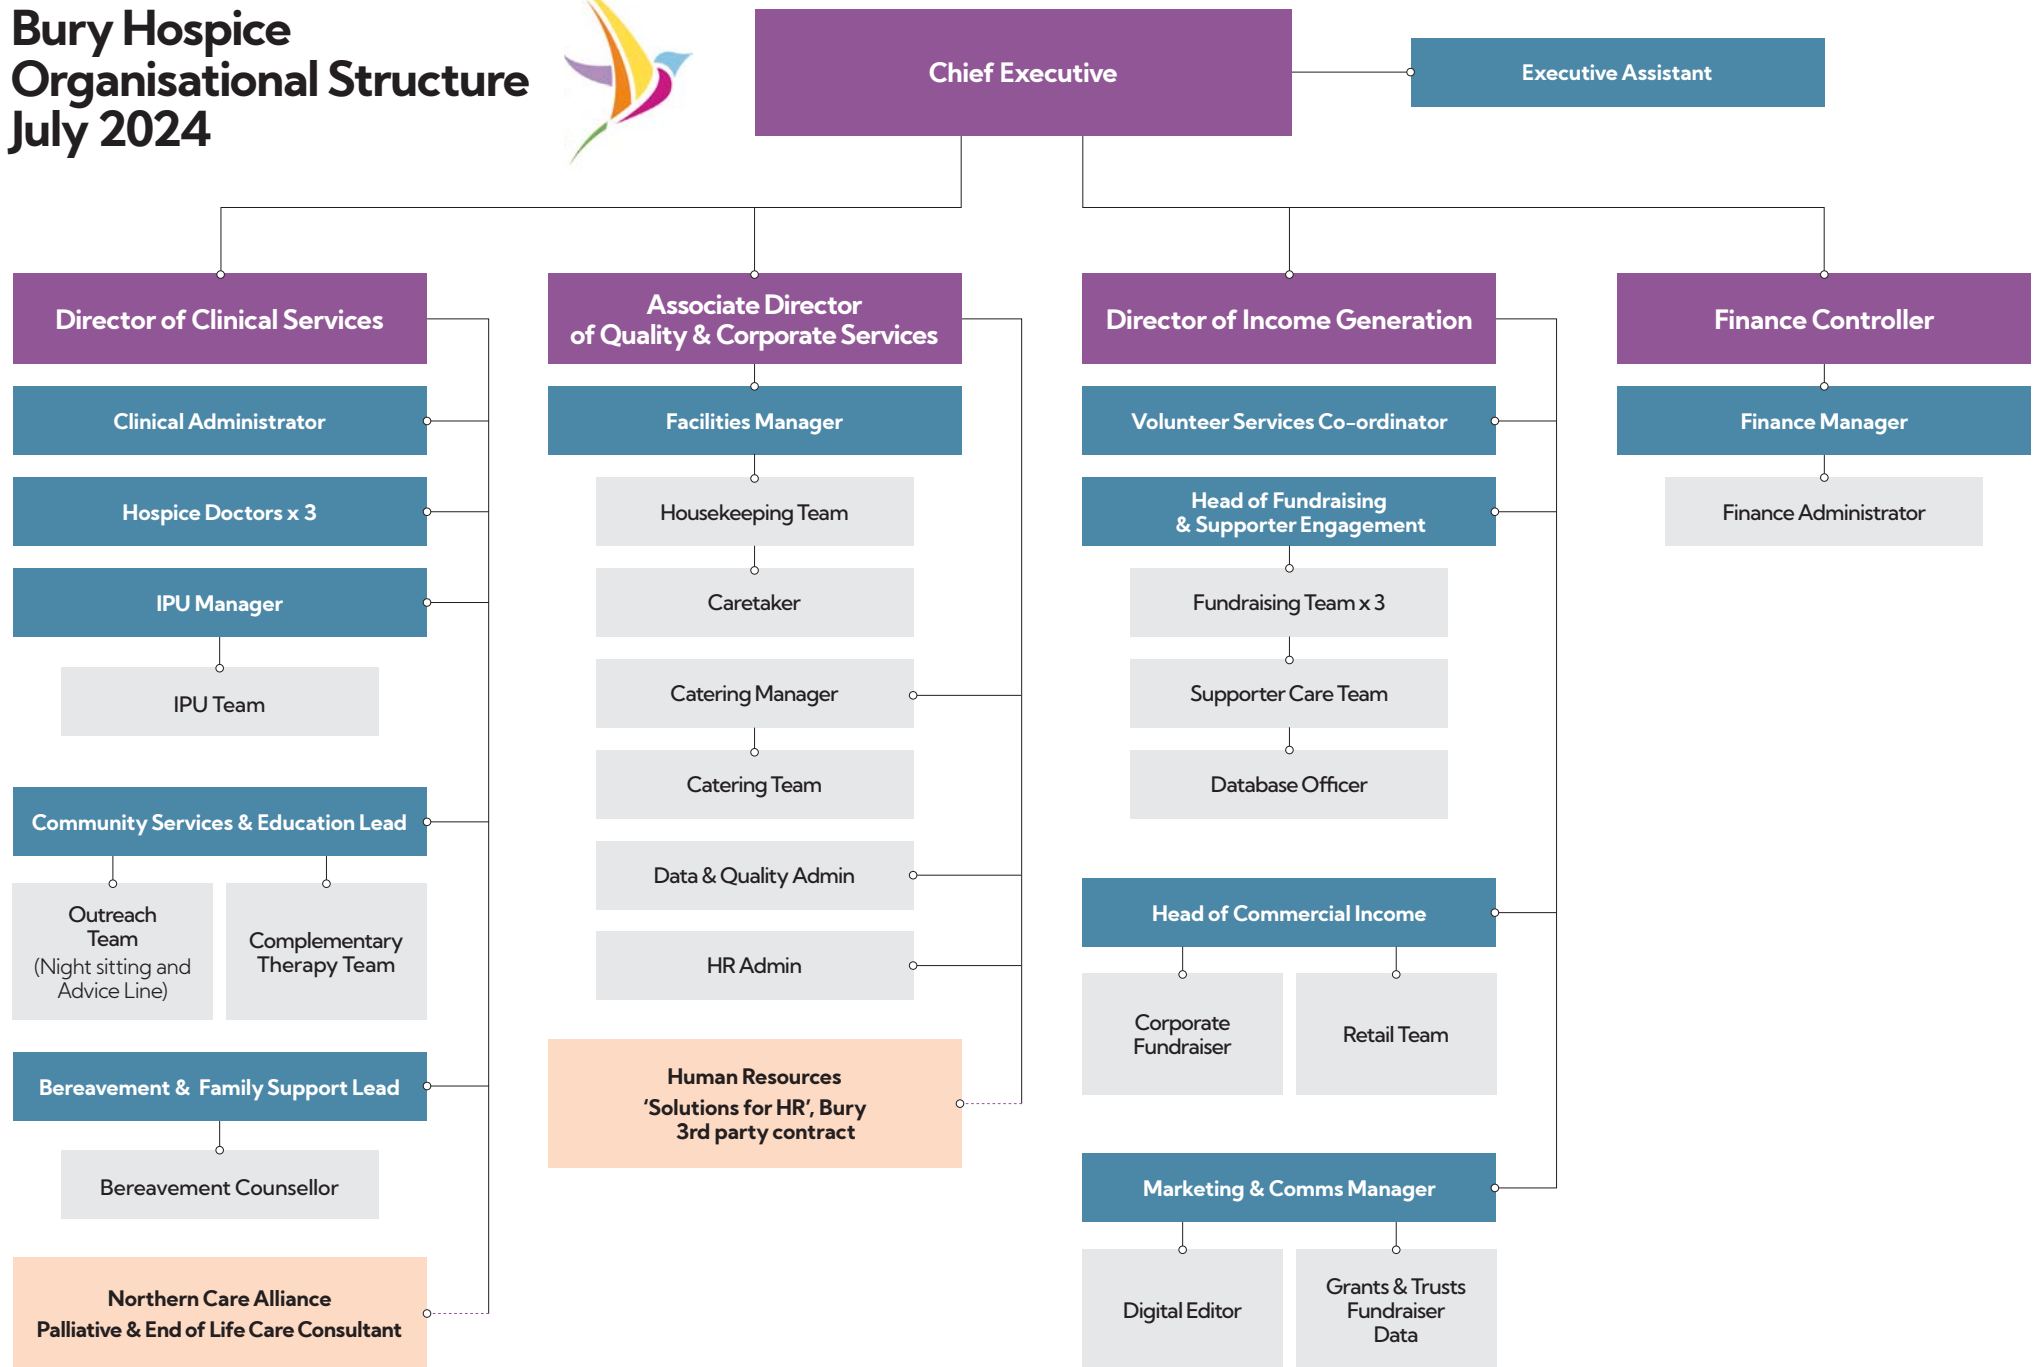 Bury Hospice
Organisational Structure
July 2024
Chief Executive
Executive Assistant
Director of Clinical Services
Clinical Administrator
Hospice Doctors x 3
IPU Manager
IPU Team
Community Services & Education Lead
Outreach
Team
(Night sitting and
Advice Line)
Complementary
Therapy Team
Bereavement & Family Support Lead
Bereavement Counsellor
Northern Care Alliance
Palliative & End of Life Care Consultant
Associate Director
of Quality & Corporate Services
Facilities Manager
Housekeeping Team
Caretaker
Catering Manager
Catering Team
Data & Quality Admin
HR Admin
Human Resources
‘Solutions for HR’, Bury
3rd party contract
Director of Income Generation
Volunteer Services Co-ordinator
Head of Fundraising
& Supporter Engagement
Fundraising Team x 3
Supporter Care Team
Database Officer
Head of Commercial Income
Corporate
Fundraiser
Retail Team
Marketing & Comms Manager
Digital Editor
Grants & Trusts
Fundraiser
Data
Finance Controller
Finance Manager
Finance Administrator